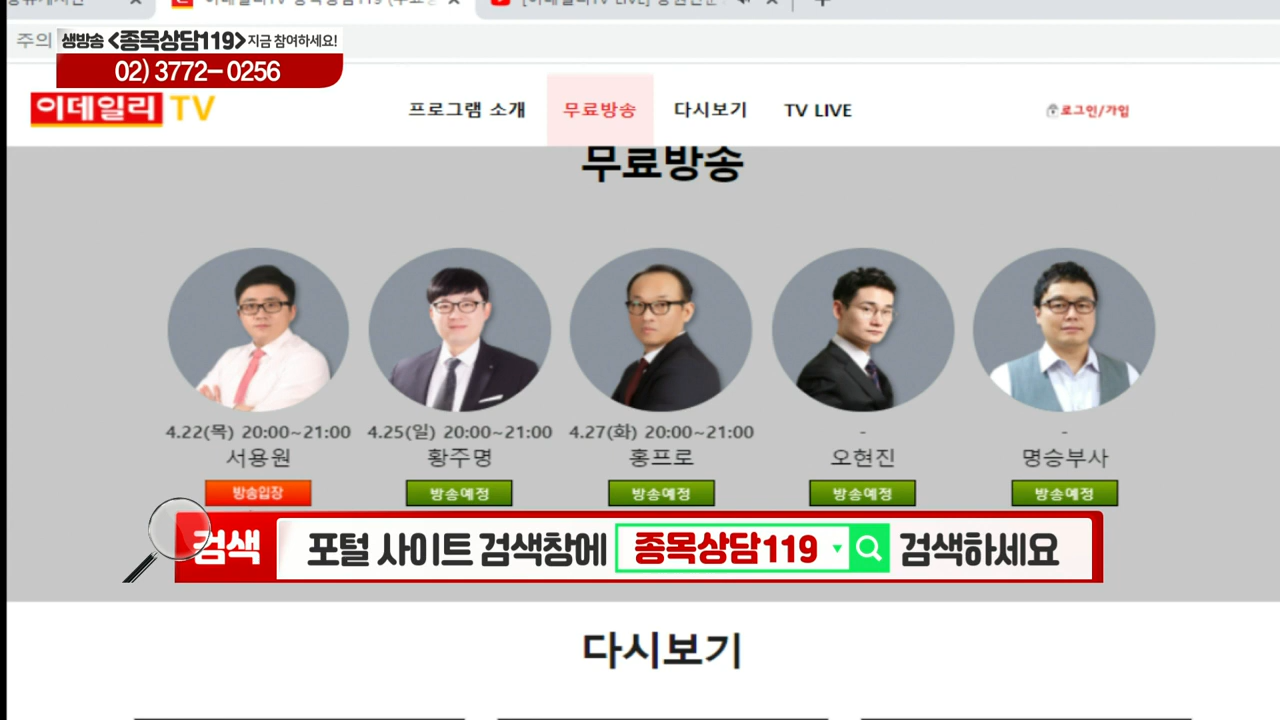 주의
생방송 <종목상담119> 지금 참여하세요!
02) 3772-0256
이데일리 TV
프로그램 소개
무료방송
다시보기
TV LIVE
로그인/가입
무료방송
4.22(목) 20:00~21:00
서용원
방송입장
4.25(일) 20:00~21:00
황주명
방송예정
4.27(화) 20:00~21:00
홍프로
방송예정
-
오현진
방송예정
-
명승부사
방송예정
검색
포털 사이트 검색창에 종목상담119 검색하세요
다시보기